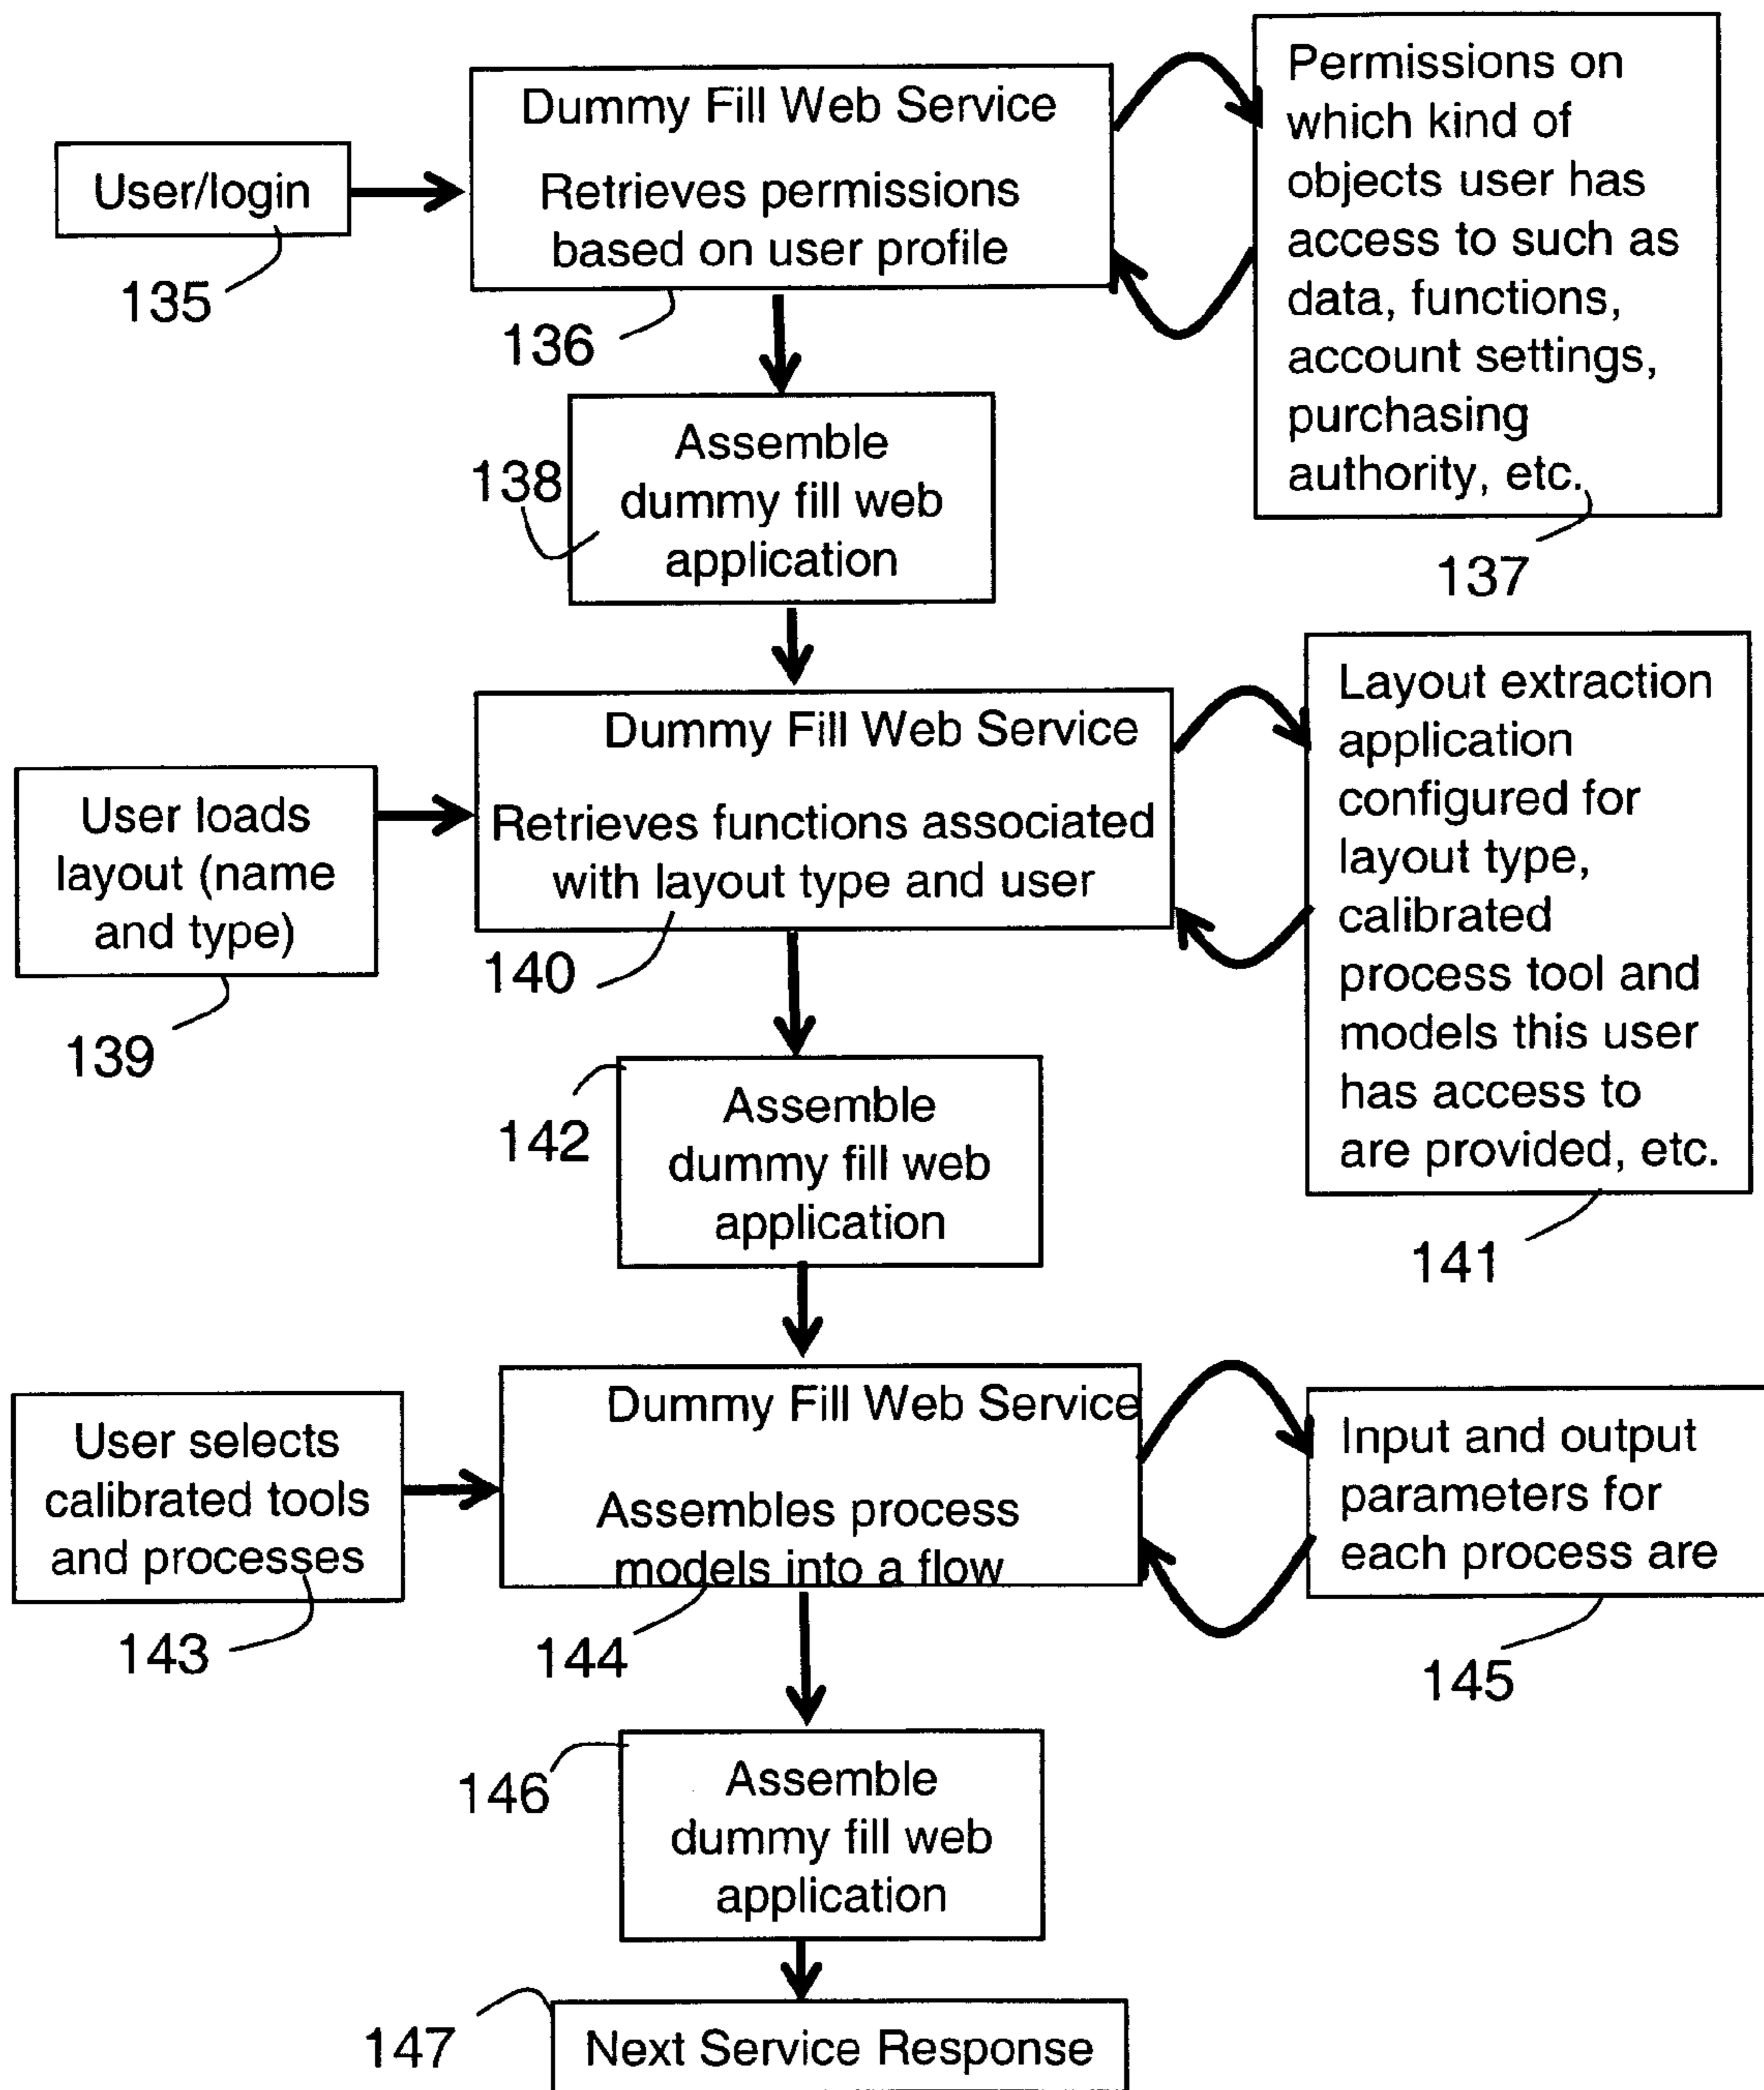 User/login
135
Dummy Fill Web Service
Retrieves permissions
based on user profile
136
Permissions on
which kind of
objects user has
access to such as
data, functions,
account settings,
purchasing
authority, etc.
137
138
Assemble
dummy fill web
application
User loads
layout (name
and type)
139
Dummy Fill Web Service
Retrieves functions associated
with layout type and user
140
Layout extraction
application
configured for
layout type,
calibrated
process tool and
models this user
has access to
are provided, etc.
141
142
Assemble
dummy fill web
application
User selects
calibrated tools
and processes
143
Dummy Fill Web Service
Assembles process
models into a flow
144
Input and output
parameters for
each process are
145
146
Assemble
dummy fill web
application
147
Next Service Response